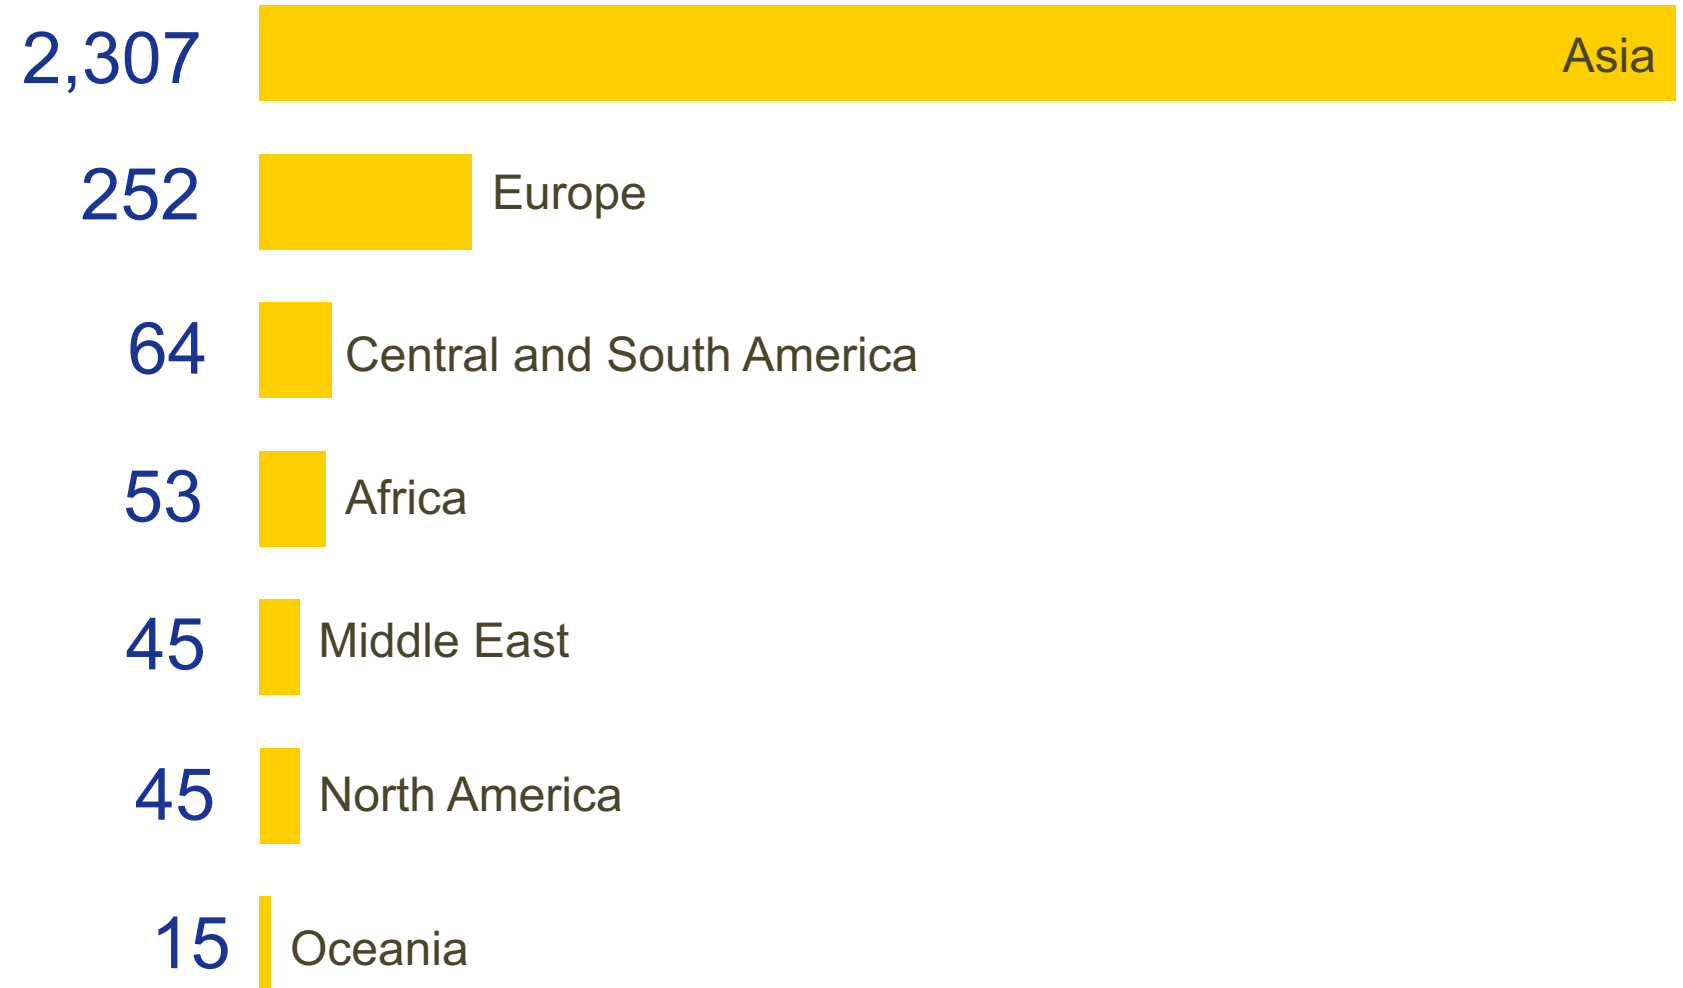 2,307 Asia
252 Europe
64 Central and South America
53 Africa
45 Middle East
45 North America
15 Oceania